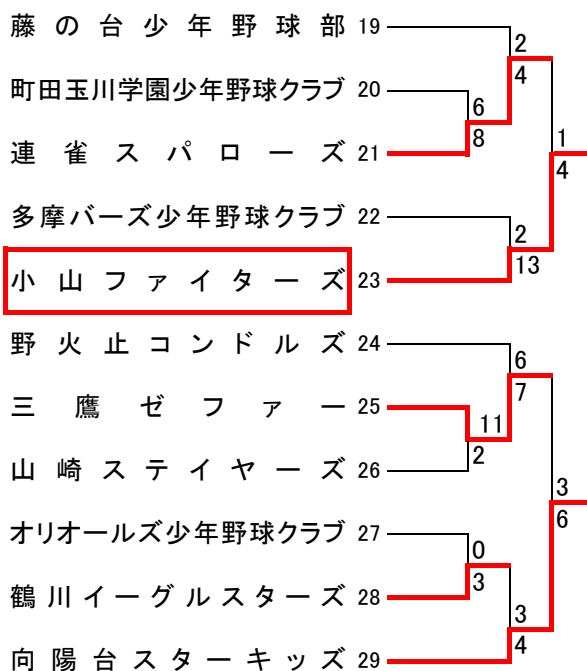 藤の台少年野球部 19
2
4
町田玉川学園少年野球クラブ 20
6
8
連雀スパローズ 21
1
4
多摩バーズ少年野球クラブ 22
2
13
小山ファイターズ 23
野火止コンドルズ 24
6
7
三鷹ゼファー 25
11
2
山崎ステイヤーズ 26
3
6
オリオールズ少年野球クラブ 27
0
3
鶴川イーグルスターズ 28
3
4
向陽台スターキッズ 29